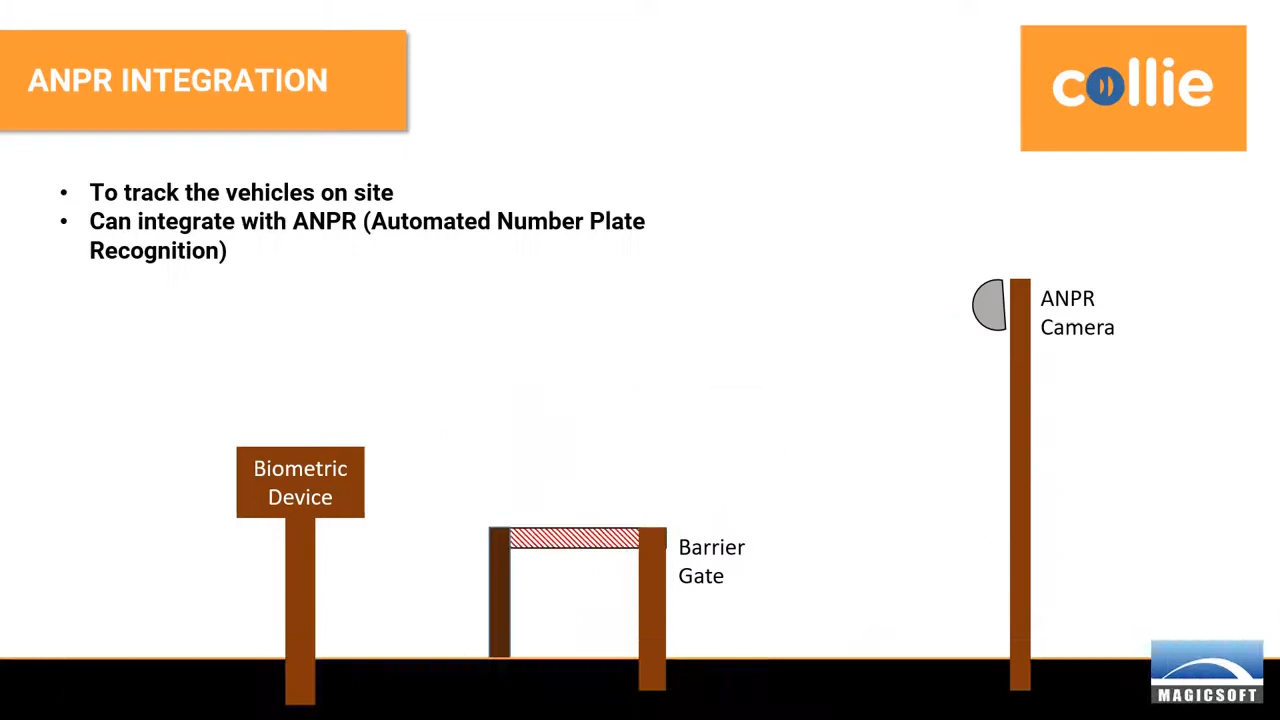 ANPR INTEGRATION
collie
• To track the vehicles on site
• Can integrate with ANPR (Automated Number Plate
Recognition)
ANPR
Camera
Biometric
Device
Barrier
Gate
MAGICSOFT